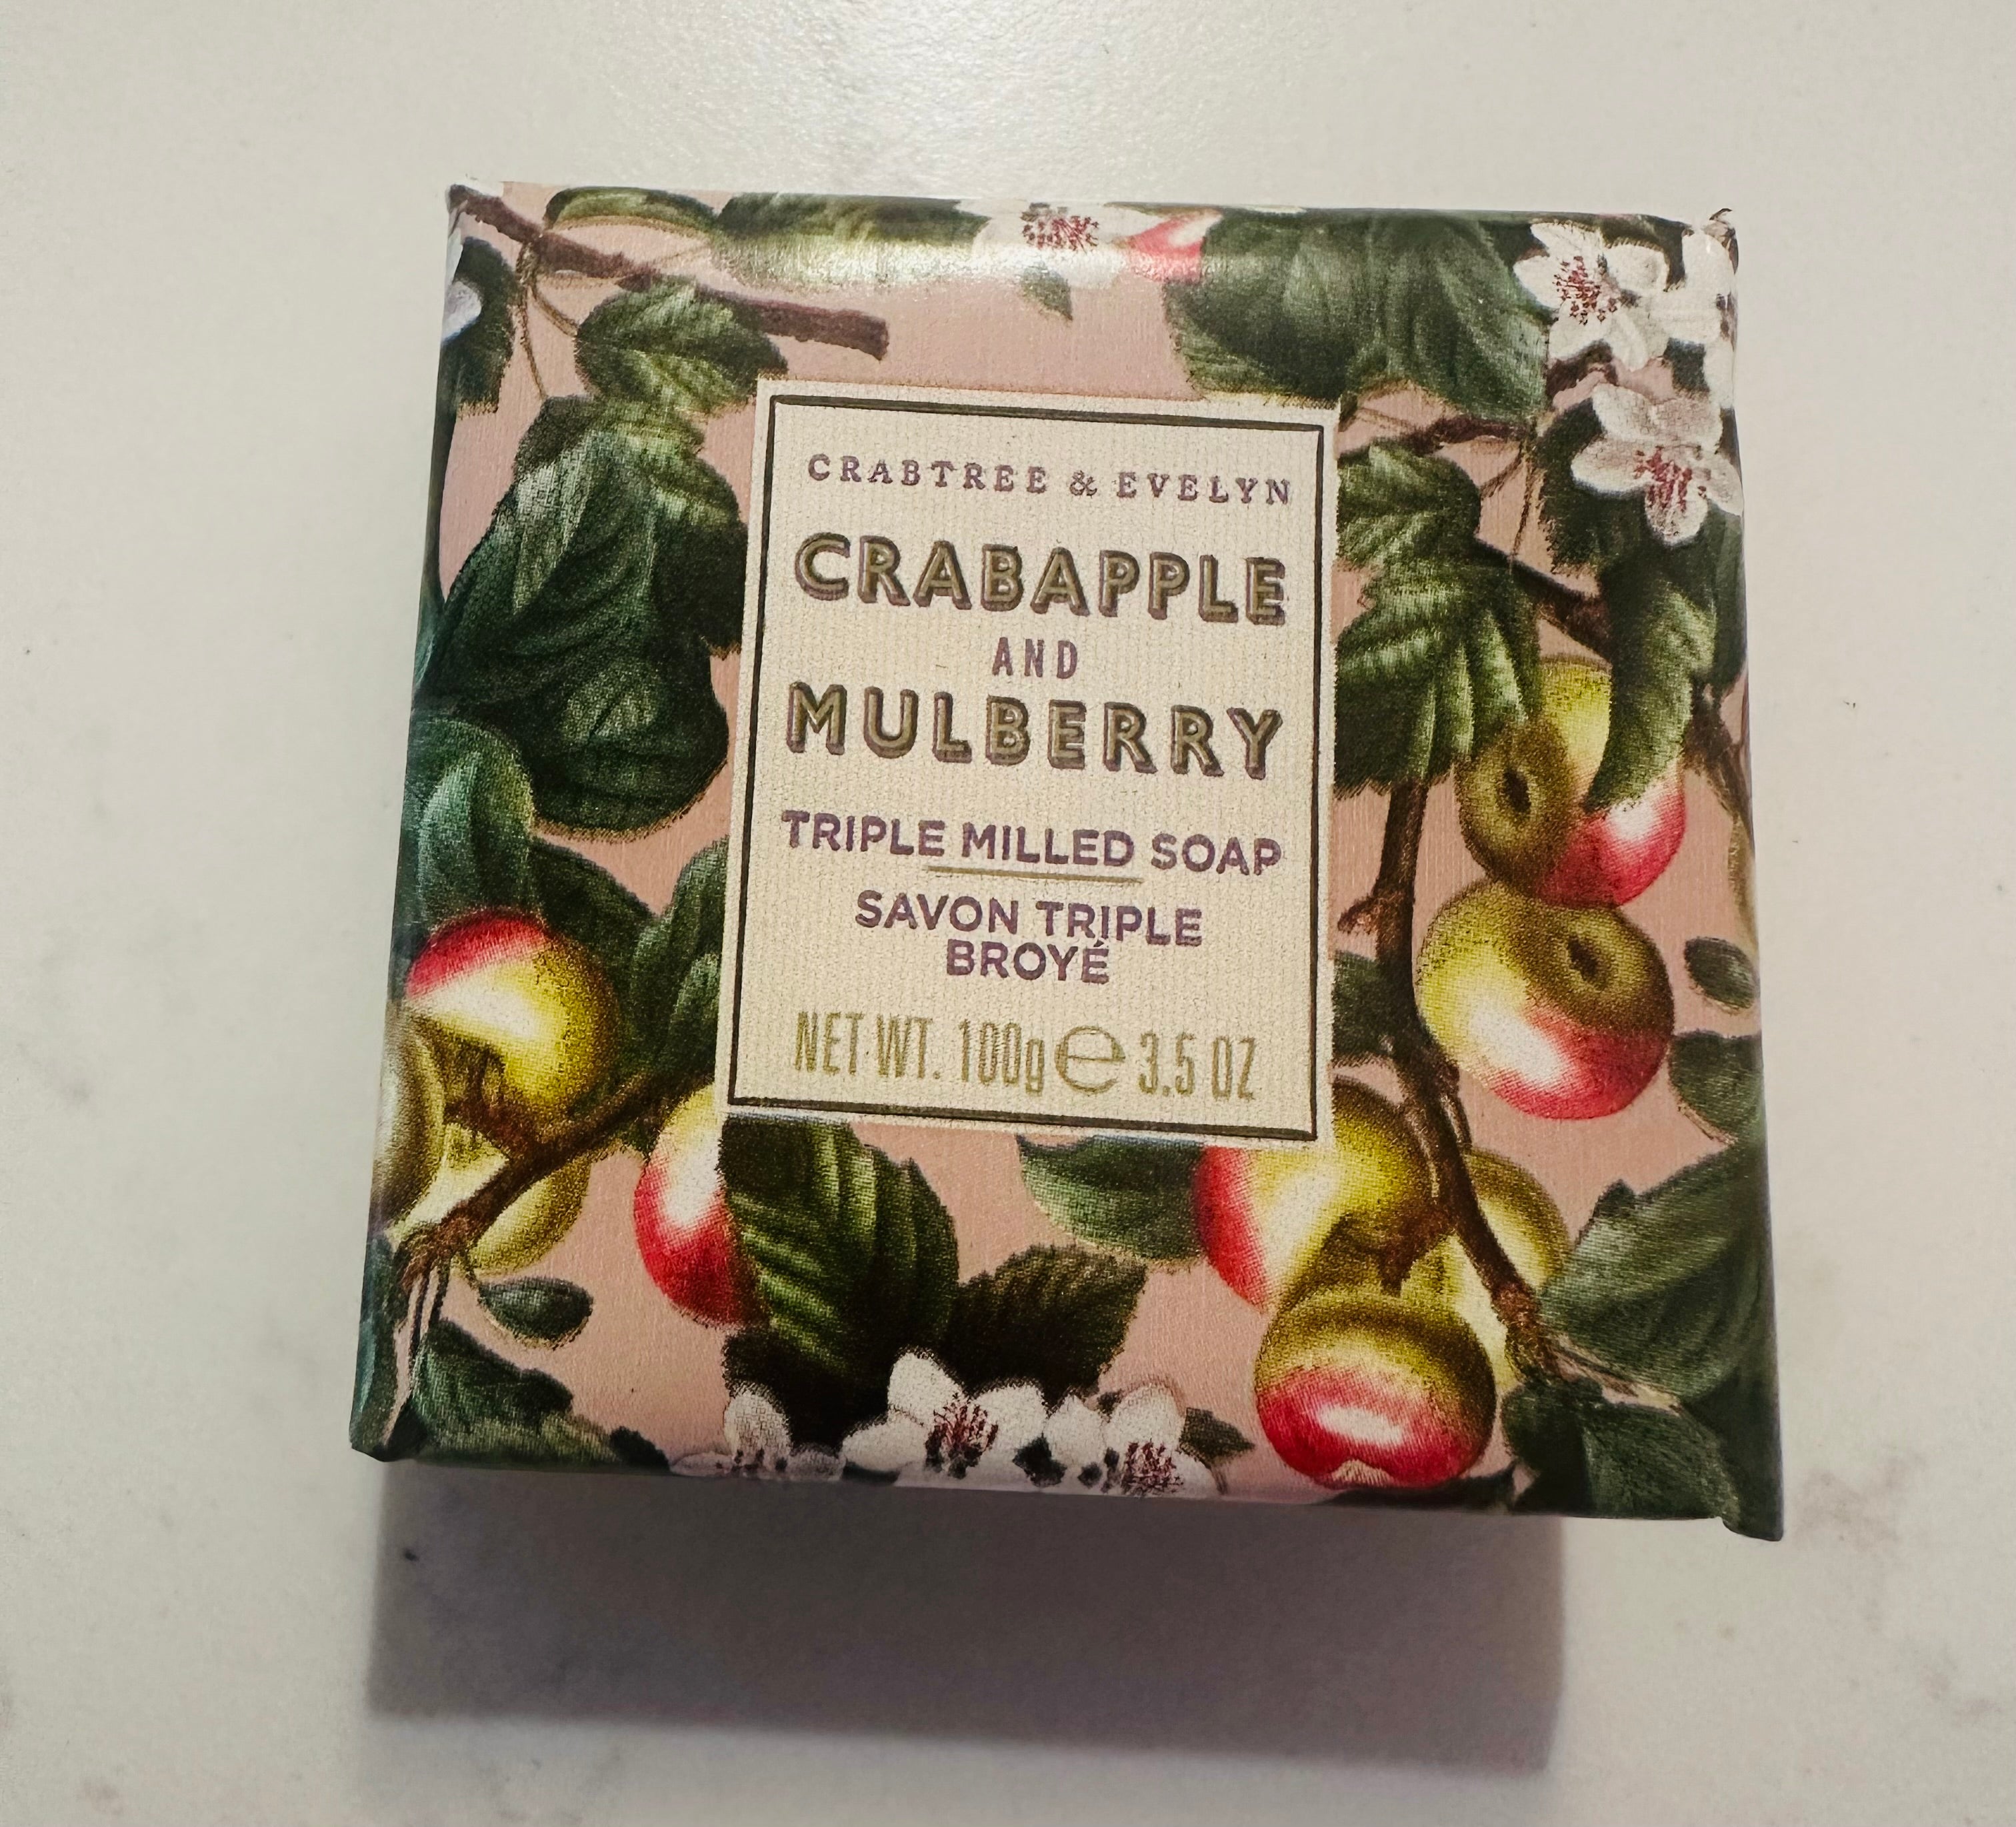 CRABTREE & EVELYN
CRABAPPLE
AND
MULBERRY
TRIPLE MILLED SOAP
SAVON TRIPLE
BROYÉ
NET WT. 100g ℮ 3.5 OZ